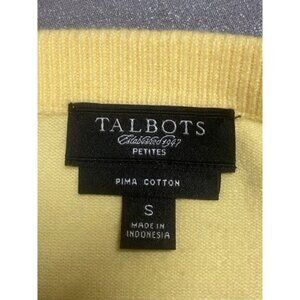 TALBOTS
Established 1947
PETITES
PIMA COTTON
S
MADE IN
INDONESIA